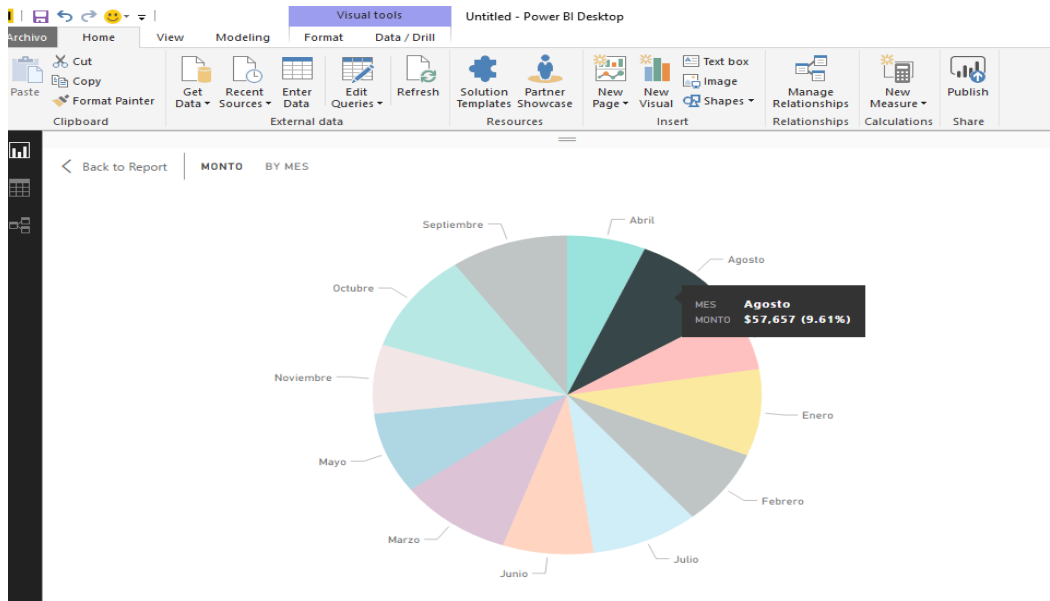 Visual tools
Untitled - Power BI Desktop
Archivo Home View Modeling Format Data / Drill
Paste
Cut
Copy
Format Painter
Clipboard
Get Data
Recent Sources
Enter Data
Edit Queries
Refresh
External data
Solution Templates
Partner Showcase
Resources
New Page
New Visual
Text box
Image
Shapes
Insert
Manage Relationships
Relationships
New Measure
Calculations
Publish
Share
Back to Report MONTO BY MES
Septiembre
Abril
Agosto
Octubre
MES Agosto
MONTO $57,657 (9.61%)
Noviembre
Enero
Mayo
Febrero
Marzo
Julio
Junio